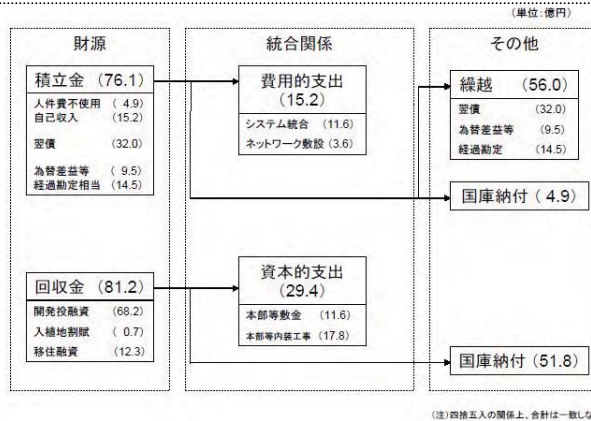 (単位:億円)
財源
積立金 (76.1)
人件費不使用 ( 4.9)
自己収入 (15.2)
翌債 (32.0)
為替差益等 ( 9.5)
経過勘定相当 (14.5)
回収金 (81.2)
開発投融資 (68.2)
入植地割賦 ( 0.7)
移住融資 (12.3)
統合関係
費用的支出
(15.2)
システム統合 (11.6)
ネットワーク敷設 (3.6)
資本的支出
(29.4)
本部等敷金 (11.6)
本部等内装工事 (17.8)
その他
繰越 (56.0)
翌債 (32.0)
為替差益等 (9.5)
経過勘定 (14.5)
国庫納付 ( 4.9)
国庫納付 (51.8)
(注)四捨五入の関係上、合計は一致しな